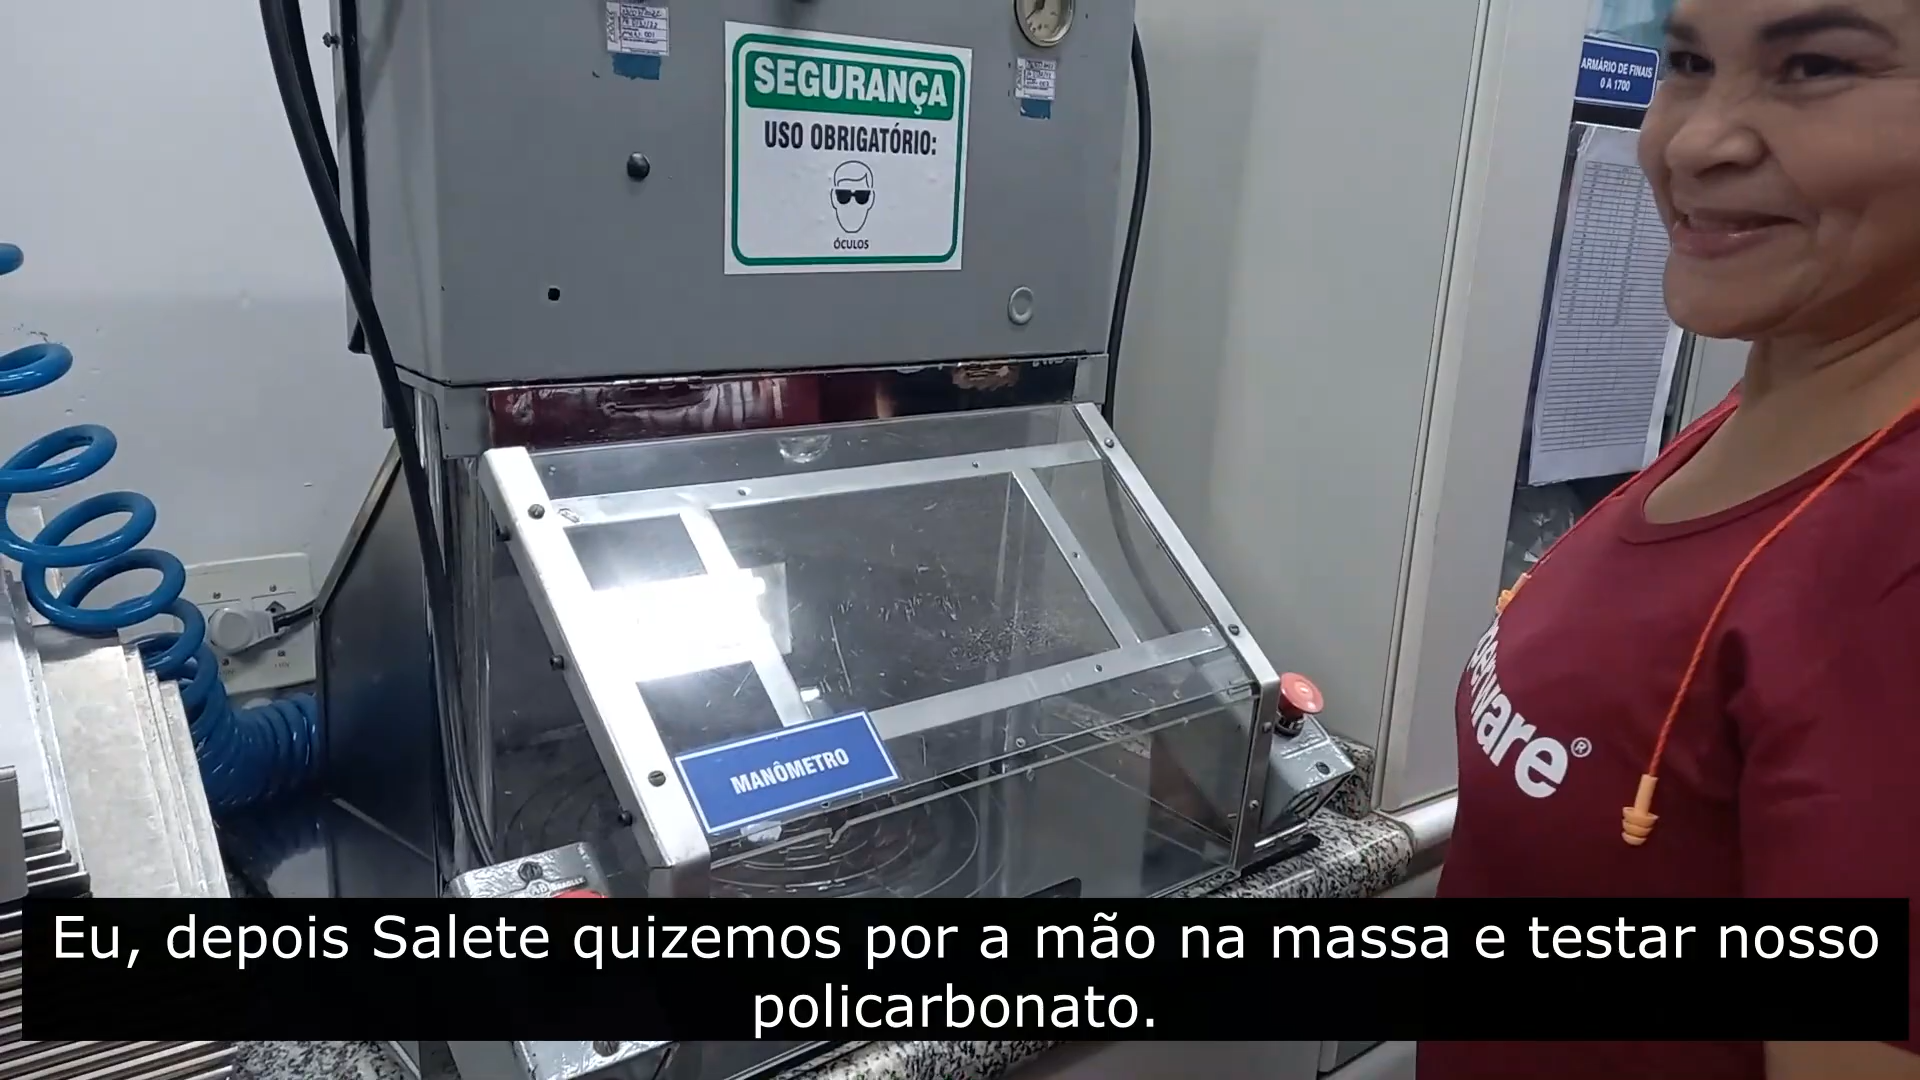 SEGURANÇA
USO OBRIGATÓRIO:
ÓCULOS
ARMÁRIO DE FINAIS
0 A 1700
MANÔMETRO
Eu, depois Salete quizemos por a mão na massa e testar nosso
policarbonato.